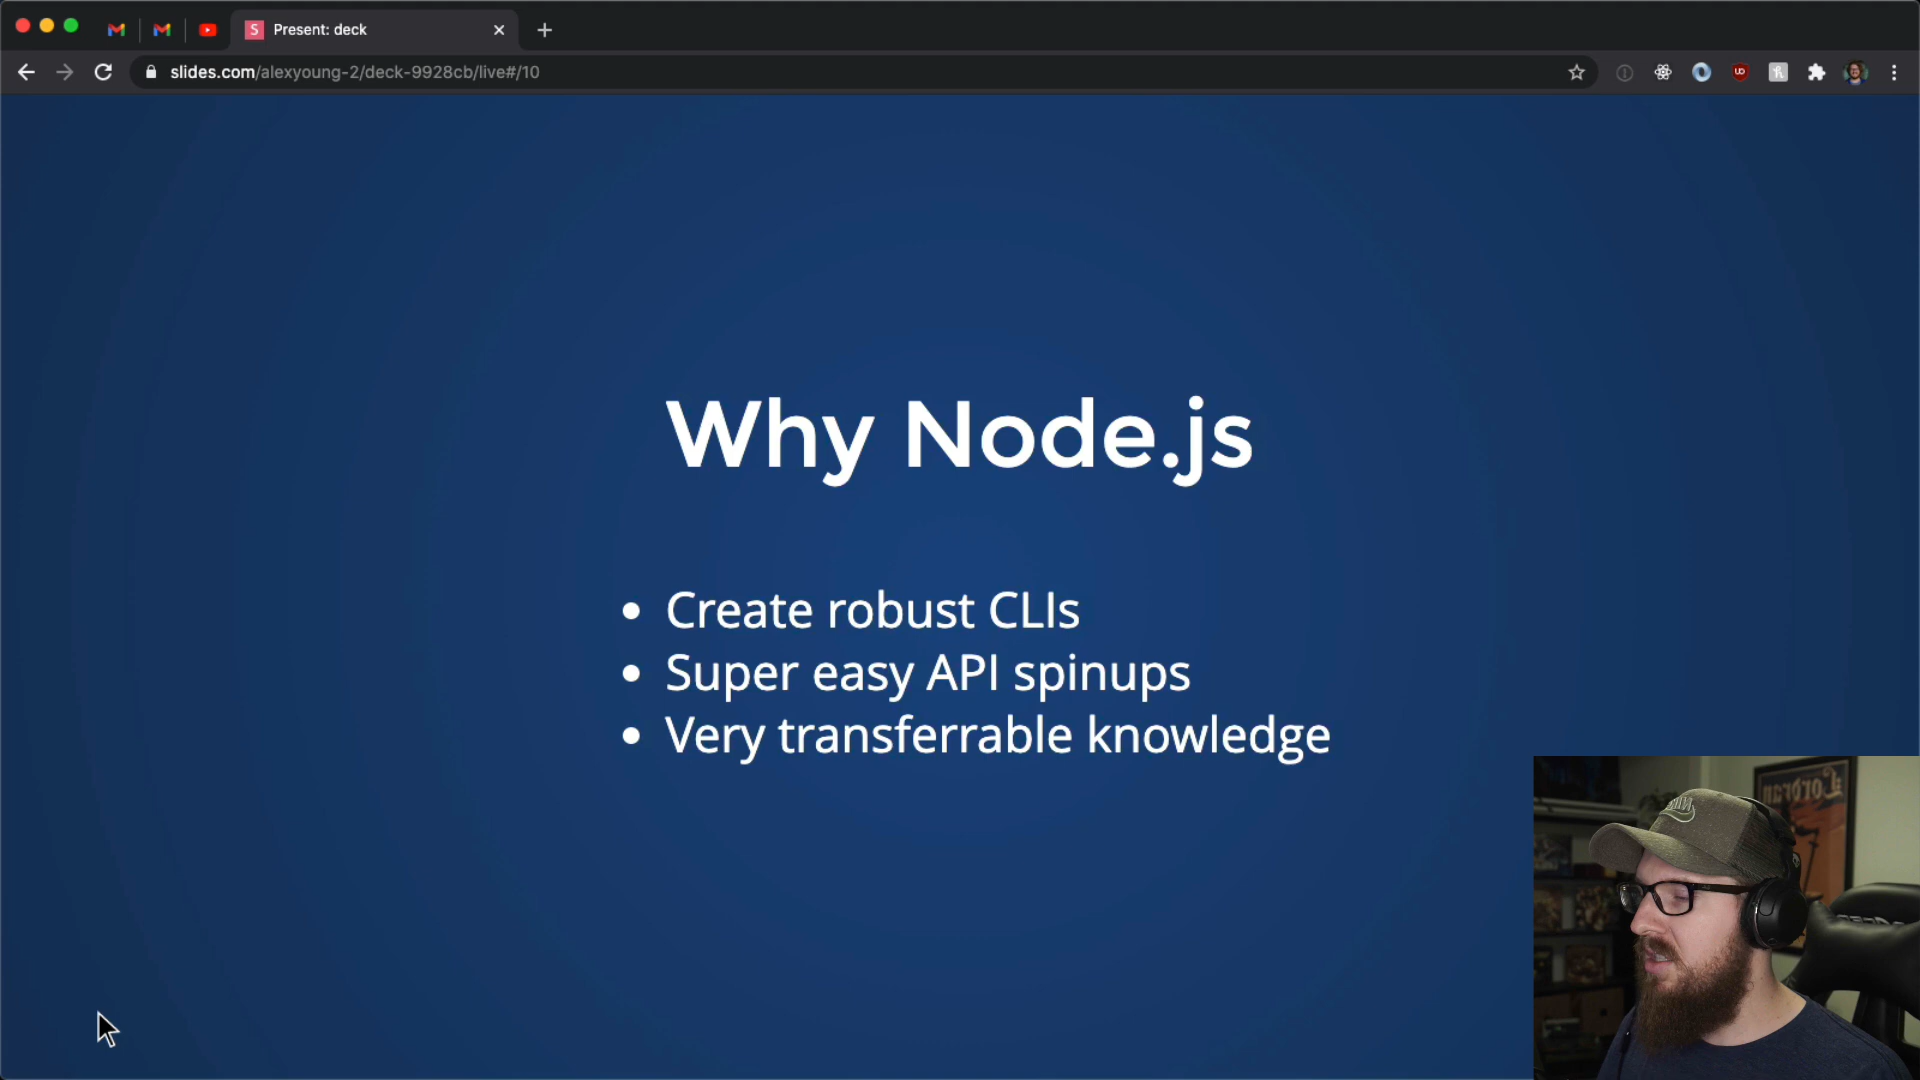 S Present: deck
slides.com/alexyoung-2/deck-9928cb/live#/10
Why Node.js
• Create robust CLIs
• Super easy API spinups
• Very transferrable knowledge